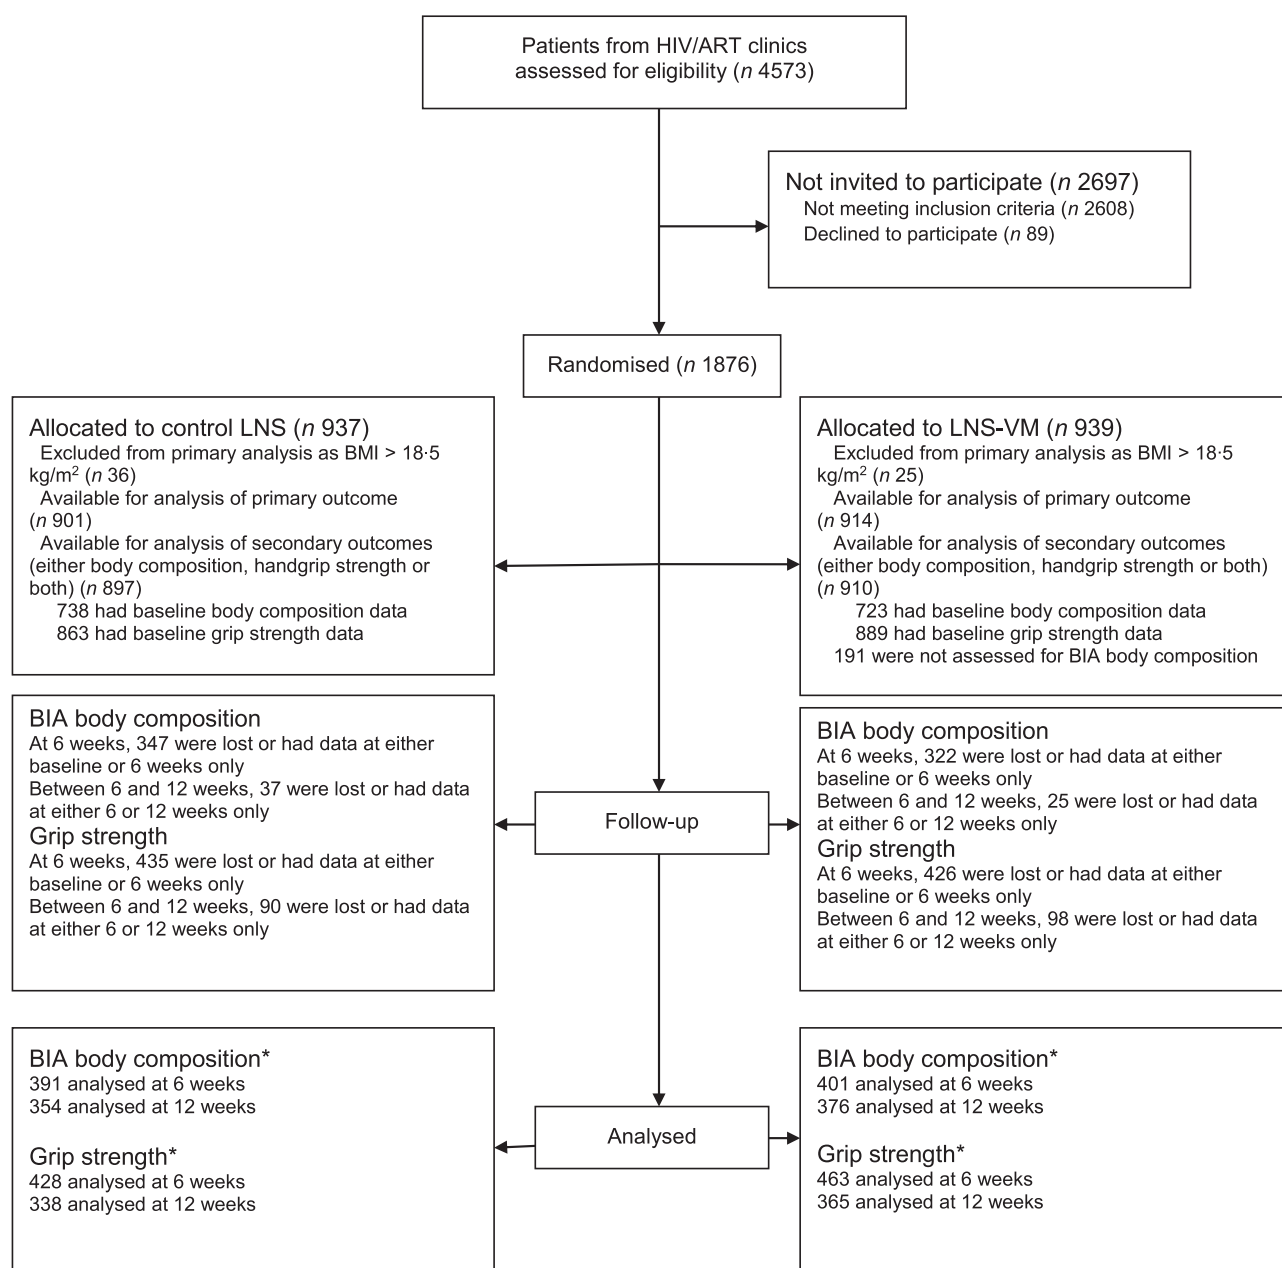 Patients from HIV/ART clinics
assessed for eligibility (n 4573)
Not invited to participate (n 2697)
Not meeting inclusion criteria (n 2608)
Declined to participate (n 89)
Randomised (n 1876)
Allocated to control LNS (n 937)
Excluded from primary analysis as BMI > 18·5
kg/m² (n 36)
Available for analysis of primary outcome
(n 901)
Available for analysis of secondary outcomes
(either body composition, handgrip strength or
both) (n 897)
738 had baseline body composition data
863 had baseline grip strength data
Allocated to LNS-VM (n 939)
Excluded from primary analysis as BMI > 18·5
kg/m² (n 25)
Available for analysis of primary outcome
(n 914)
Available for analysis of secondary outcomes
(either body composition, handgrip strength or both)
(n 910)
723 had baseline body composition data
889 had baseline grip strength data
191 were not assessed for BIA body composition
BIA body composition
At 6 weeks, 347 were lost or had data at either
baseline or 6 weeks only
Between 6 and 12 weeks, 37 were lost or had data
at either 6 or 12 weeks only
Grip strength
At 6 weeks, 435 were lost or had data at either
baseline or 6 weeks only
Between 6 and 12 weeks, 90 were lost or had data
at either 6 or 12 weeks only
Follow-up
BIA body composition
At 6 weeks, 322 were lost or had data at either
baseline or 6 weeks only
Between 6 and 12 weeks, 25 were lost or had data
at either 6 or 12 weeks only
Grip strength
At 6 weeks, 426 were lost or had data at either
baseline or 6 weeks only
Between 6 and 12 weeks, 98 were lost or had data
at either 6 or 12 weeks only
BIA body composition*
391 analysed at 6 weeks
354 analysed at 12 weeks
Grip strength*
428 analysed at 6 weeks
338 analysed at 12 weeks
Analysed
BIA body composition*
401 analysed at 6 weeks
376 analysed at 12 weeks
Grip strength*
463 analysed at 6 weeks
365 analysed at 12 weeks